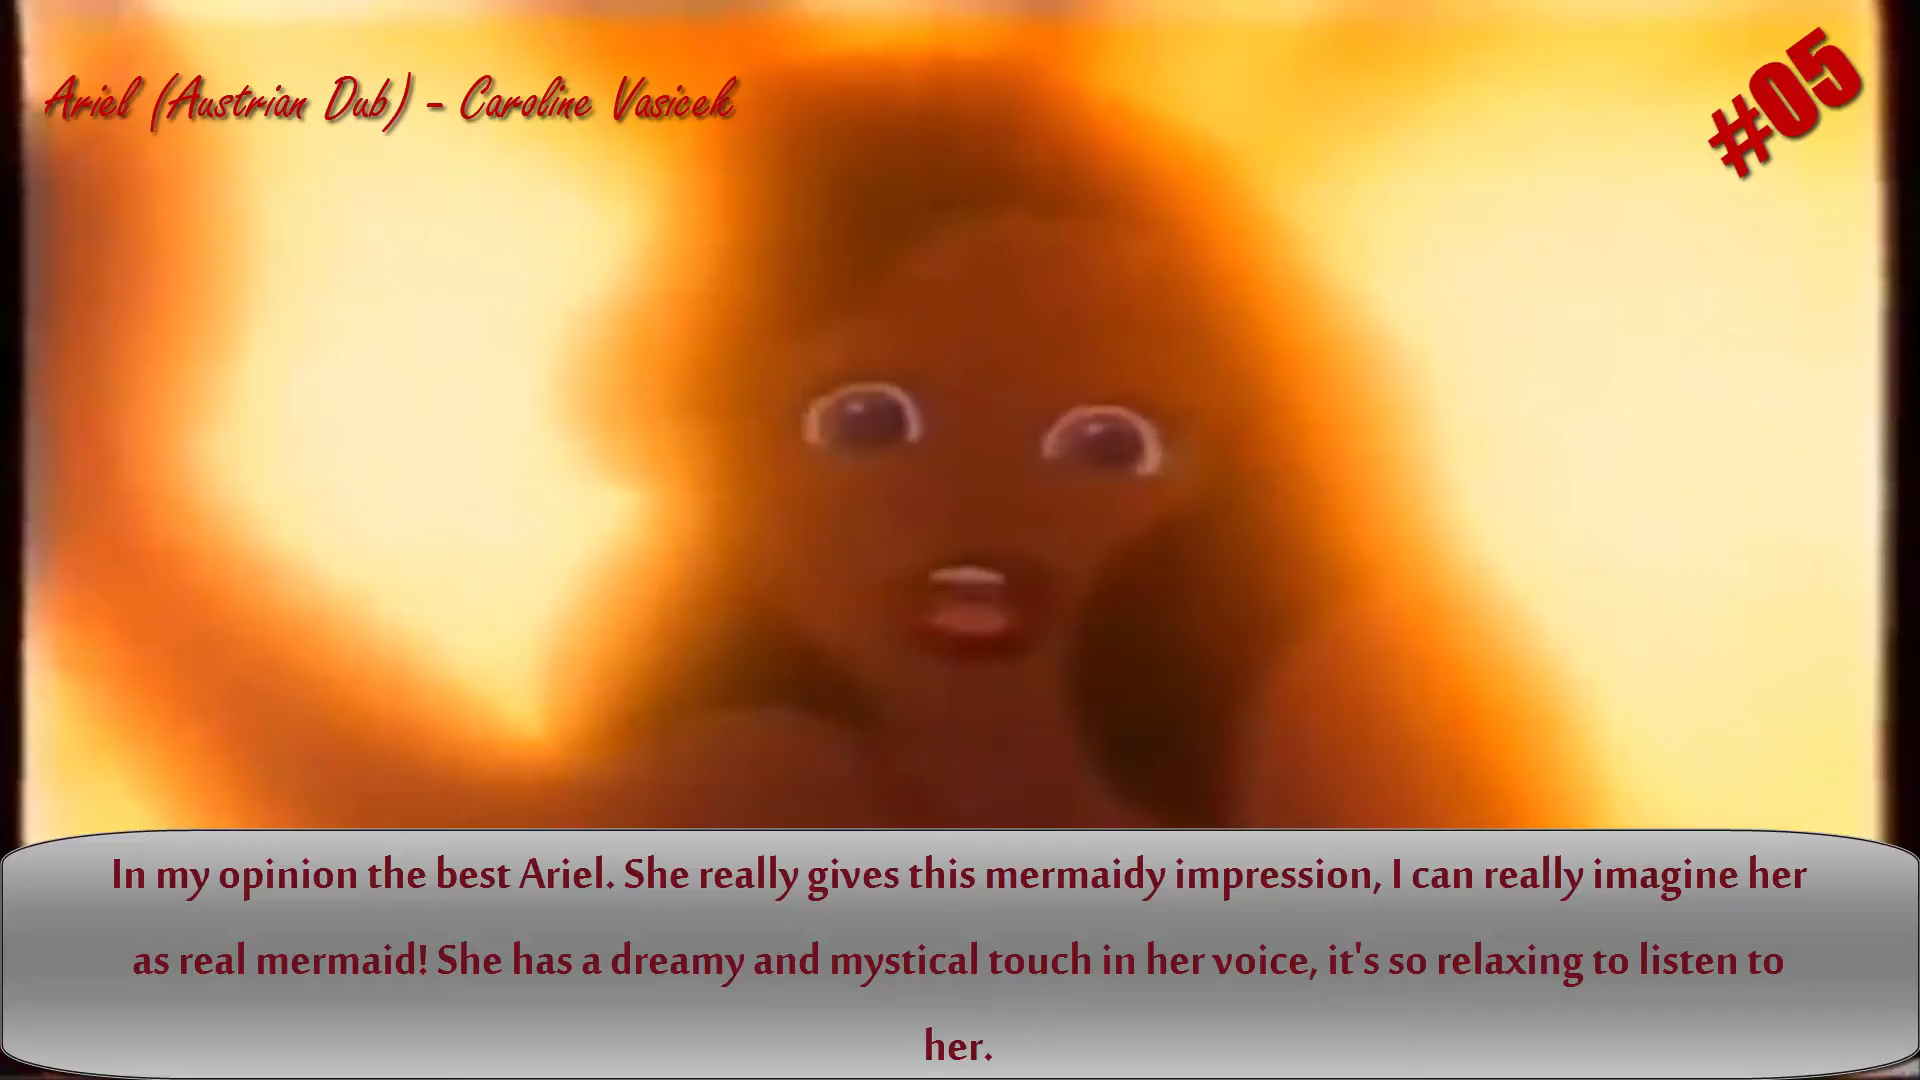 Ariel (Austrian Dub) - Caroline Vasicek
#05
In my opinion the best Ariel. She really gives this mermaidy impression, I can really imagine her
as real mermaid! She has a dreamy and mystical touch in her voice, it's so relaxing to listen to
her.